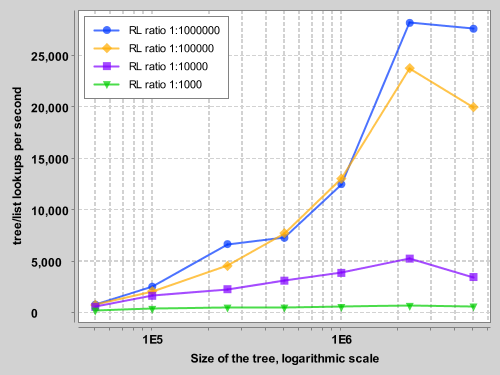 RL ratio 1:1000000
RL ratio 1:100000
RL ratio 1:10000
RL ratio 1:1000
tree/list lookups per second
25,000
20,000
15,000
10,000
5,000
0
1E5 1E6
Size of the tree, logarithmic scale